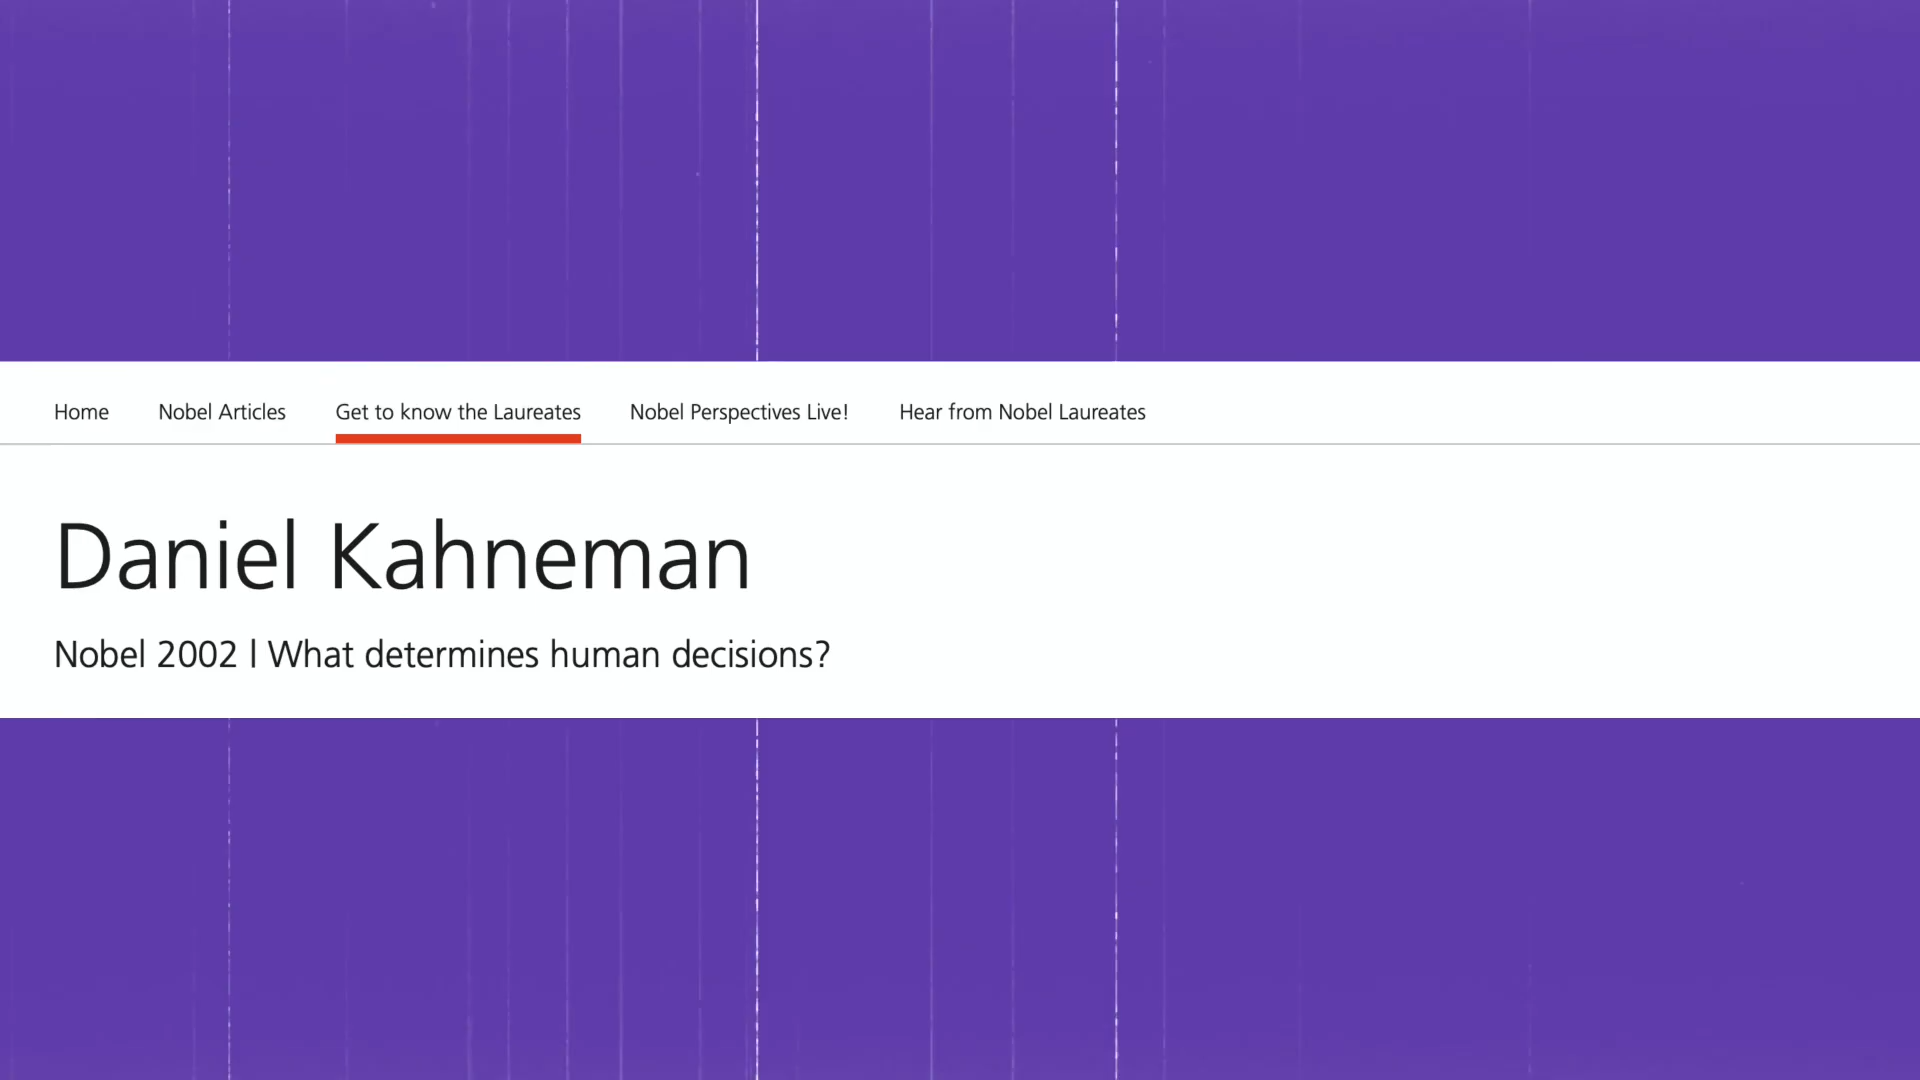 Home Nobel Articles Get to know the Laureates Nobel Perspectives Live! Hear from Nobel Laureates
Daniel Kahneman
Nobel 2002 | What determines human decisions?